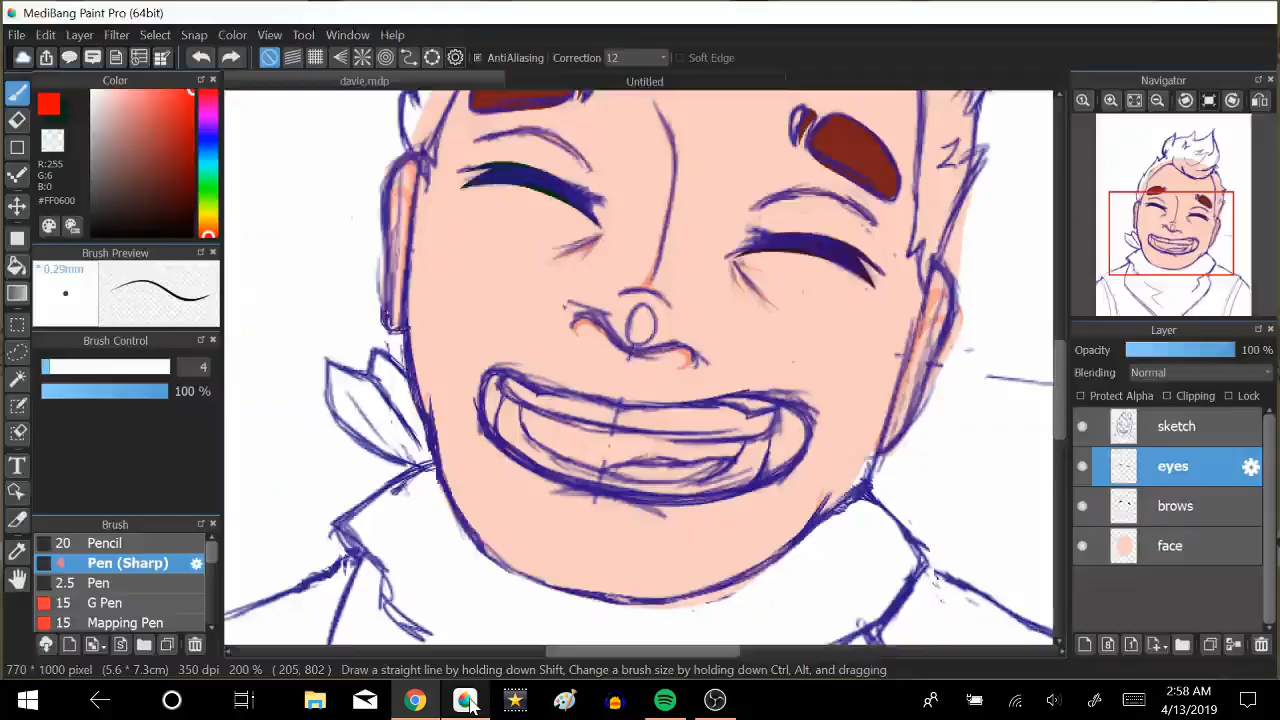 MediBang Paint Pro (64bit)
File Edit Layer Filter Select Snap Color View Tool Window Help
AntiAliasing Correction 12 Soft Edge
Color
davie.mdp
Untitled
Navigator
R:255
G:6
B:0
#FF0600
Brush Preview
* 0.29mm
Brush Control
4
100 %
Layer
Opacity 100 %
Blending Normal
Protect Alpha Clipping Lock
sketch
eyes
brows
face
Brush
20 Pencil
Pen (Sharp)
2.5 Pen
15 G Pen
15 Mapping Pen
770 * 1000 pixel (5.6 * 7.3cm) 350 dpi 200 % ( 205, 802 ) Draw a straight line by holding down Shift, Change a brush size by holding down Ctrl, Alt, and dragging
2:58 AM
4/13/2019